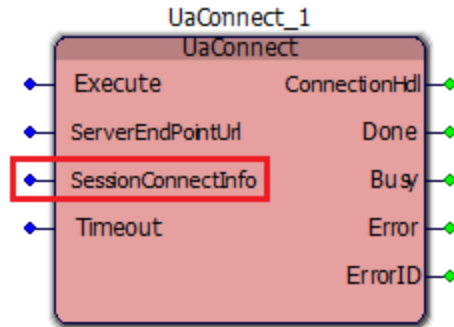 UaConnect_1
UaConnect
Execute ConnectionHdl
ServerEndPointUrl Done
SessionConnectInfo Busy
Timeout Error
ErrorID